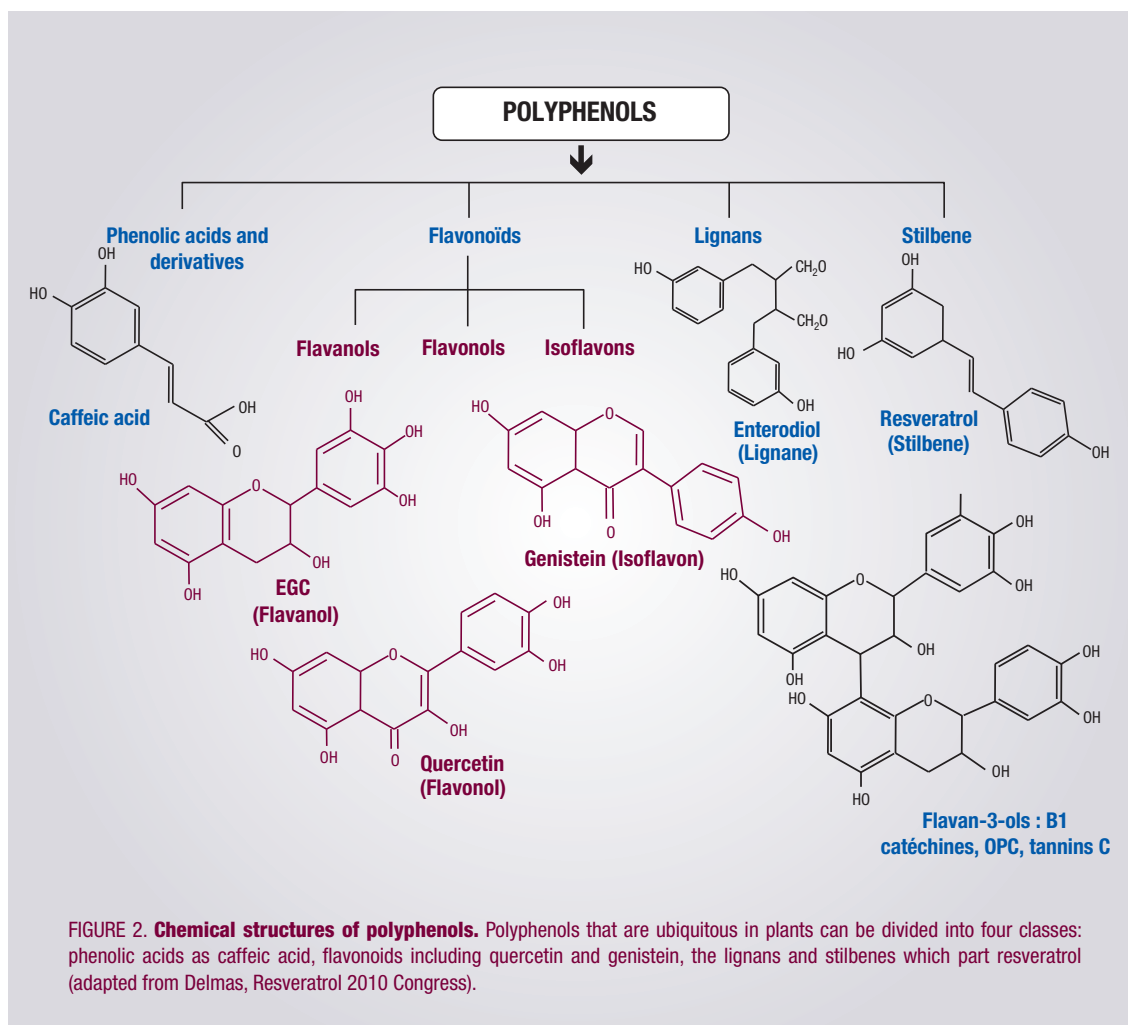 POLYPHENOLS
Phenolic acids and
derivatives
Flavonoïds
Lignans
Stilbene
Flavanols
Flavonols
Isoflavons
OH
HO
OH
O
Caffeic acid
HO
CH2O
CH2O
OH
Enterodiol
(Lignane)
OH
HO
OH
Resveratrol
(Stilbene)
OH
OH
OH
HO
O
OH
OH
EGC
(Flavanol)
HO
O
OH
O
OH
Genistein (Isoflavon)
OH
OH
HO
O
OH
OH
O
Quercetin
(Flavonol)
OH
OH
HO
O
OH
OH
HO
O
OH
OH
OH
HO
Flavan-3-ols : B1
catéchines, OPC, tannins C
FIGURE 2. Chemical structures of polyphenols. Polyphenols that are ubiquitous in plants can be divided into four classes:
phenolic acids as caffeic acid, flavonoids including quercetin and genistein, the lignans and stilbenes which part resveratrol
(adapted from Delmas, Resveratrol 2010 Congress).